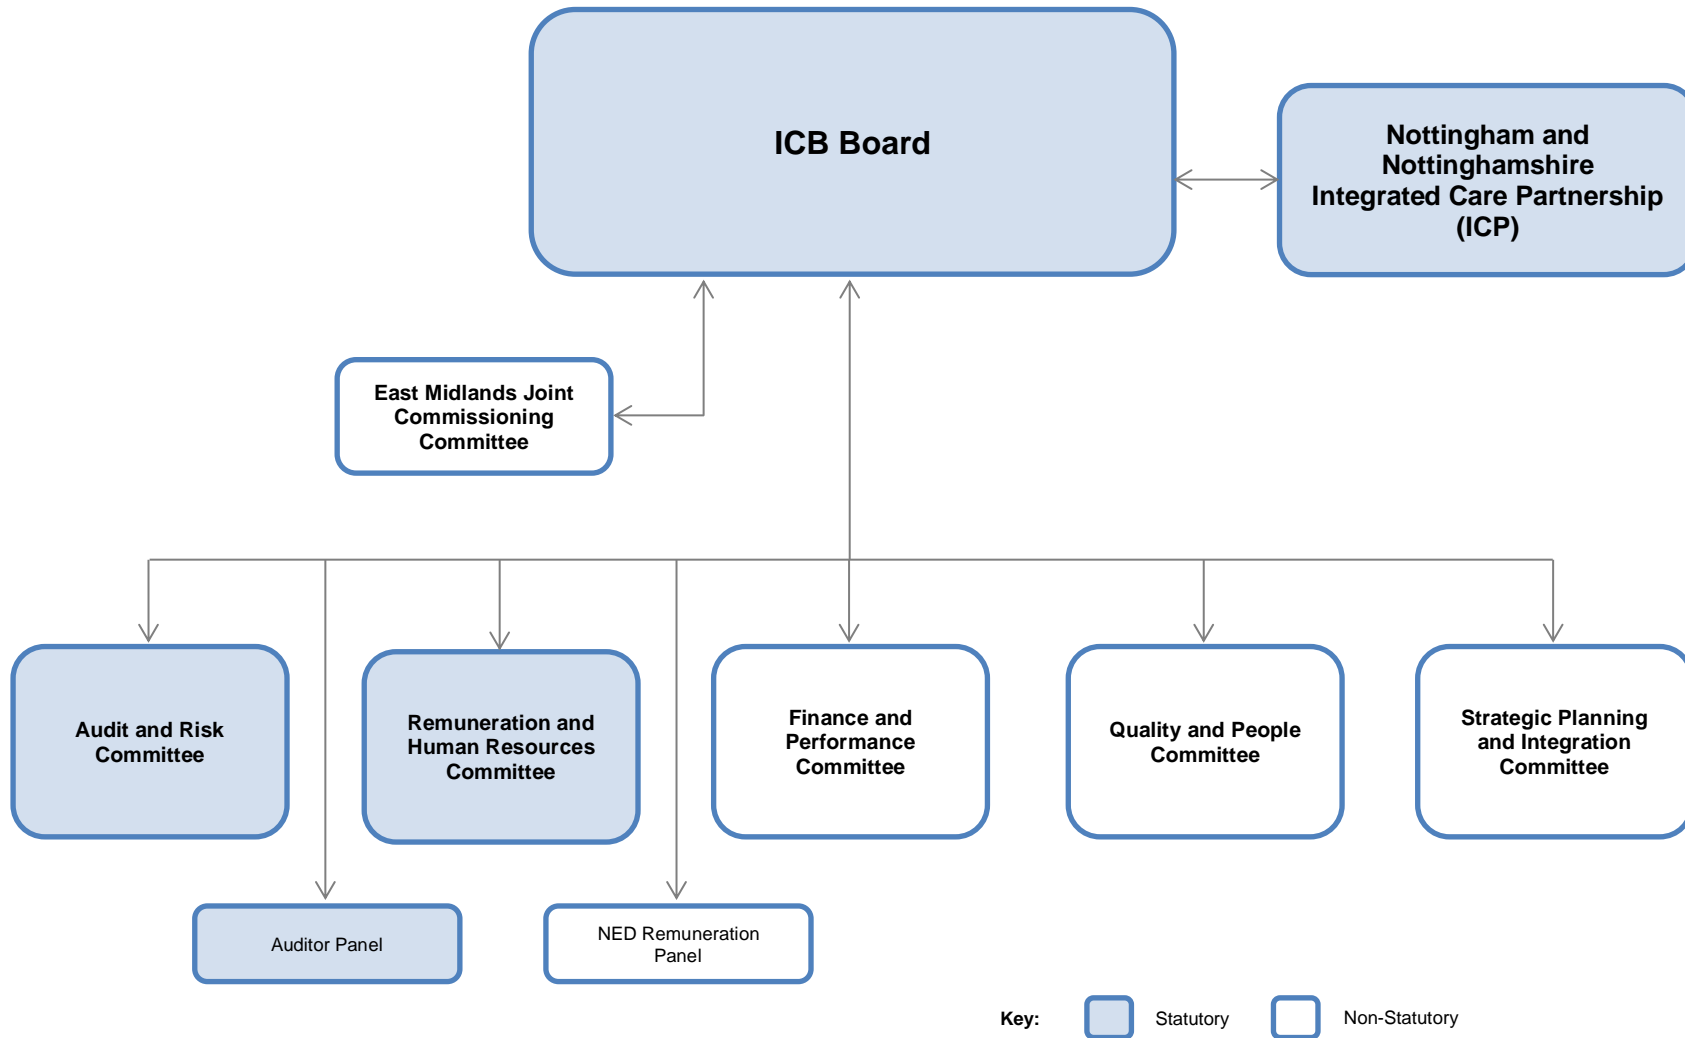 ICB Board
Nottingham and
Nottinghamshire
Integrated Care Partnership
(ICP)
East Midlands Joint
Commissioning
Committee
Audit and Risk
Committee
Remuneration and
Human Resources
Committee
Finance and
Performance
Committee
Quality and People
Committee
Strategic Planning
and Integration
Committee
Auditor Panel
NED Remuneration
Panel
Key:
Statutory
Non-Statutory